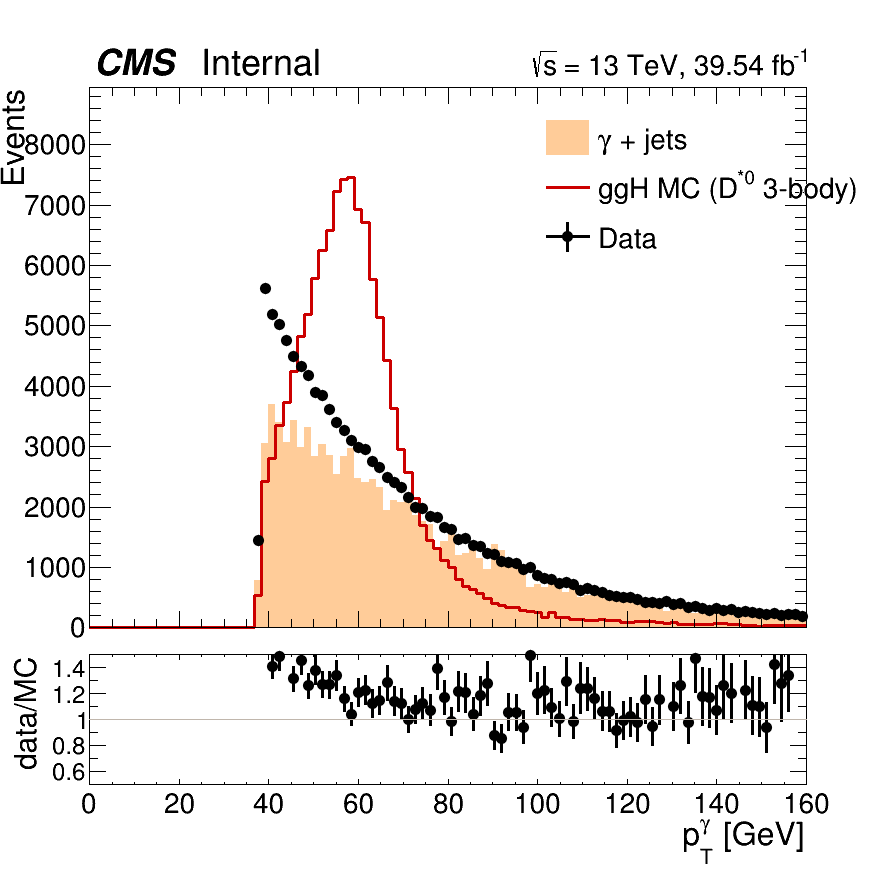 CMS Internal √s = 13 TeV, 39.54 fb⁻¹
Events
γ + jets
ggH MC (D*⁰ 3-body)
Data
8000
7000
6000
5000
4000
3000
2000
1000
0
data/MC
1.4
1.2
1
0.8
0.6
0 20 40 60 80 100 120 140 160
p_T^γ [GeV]